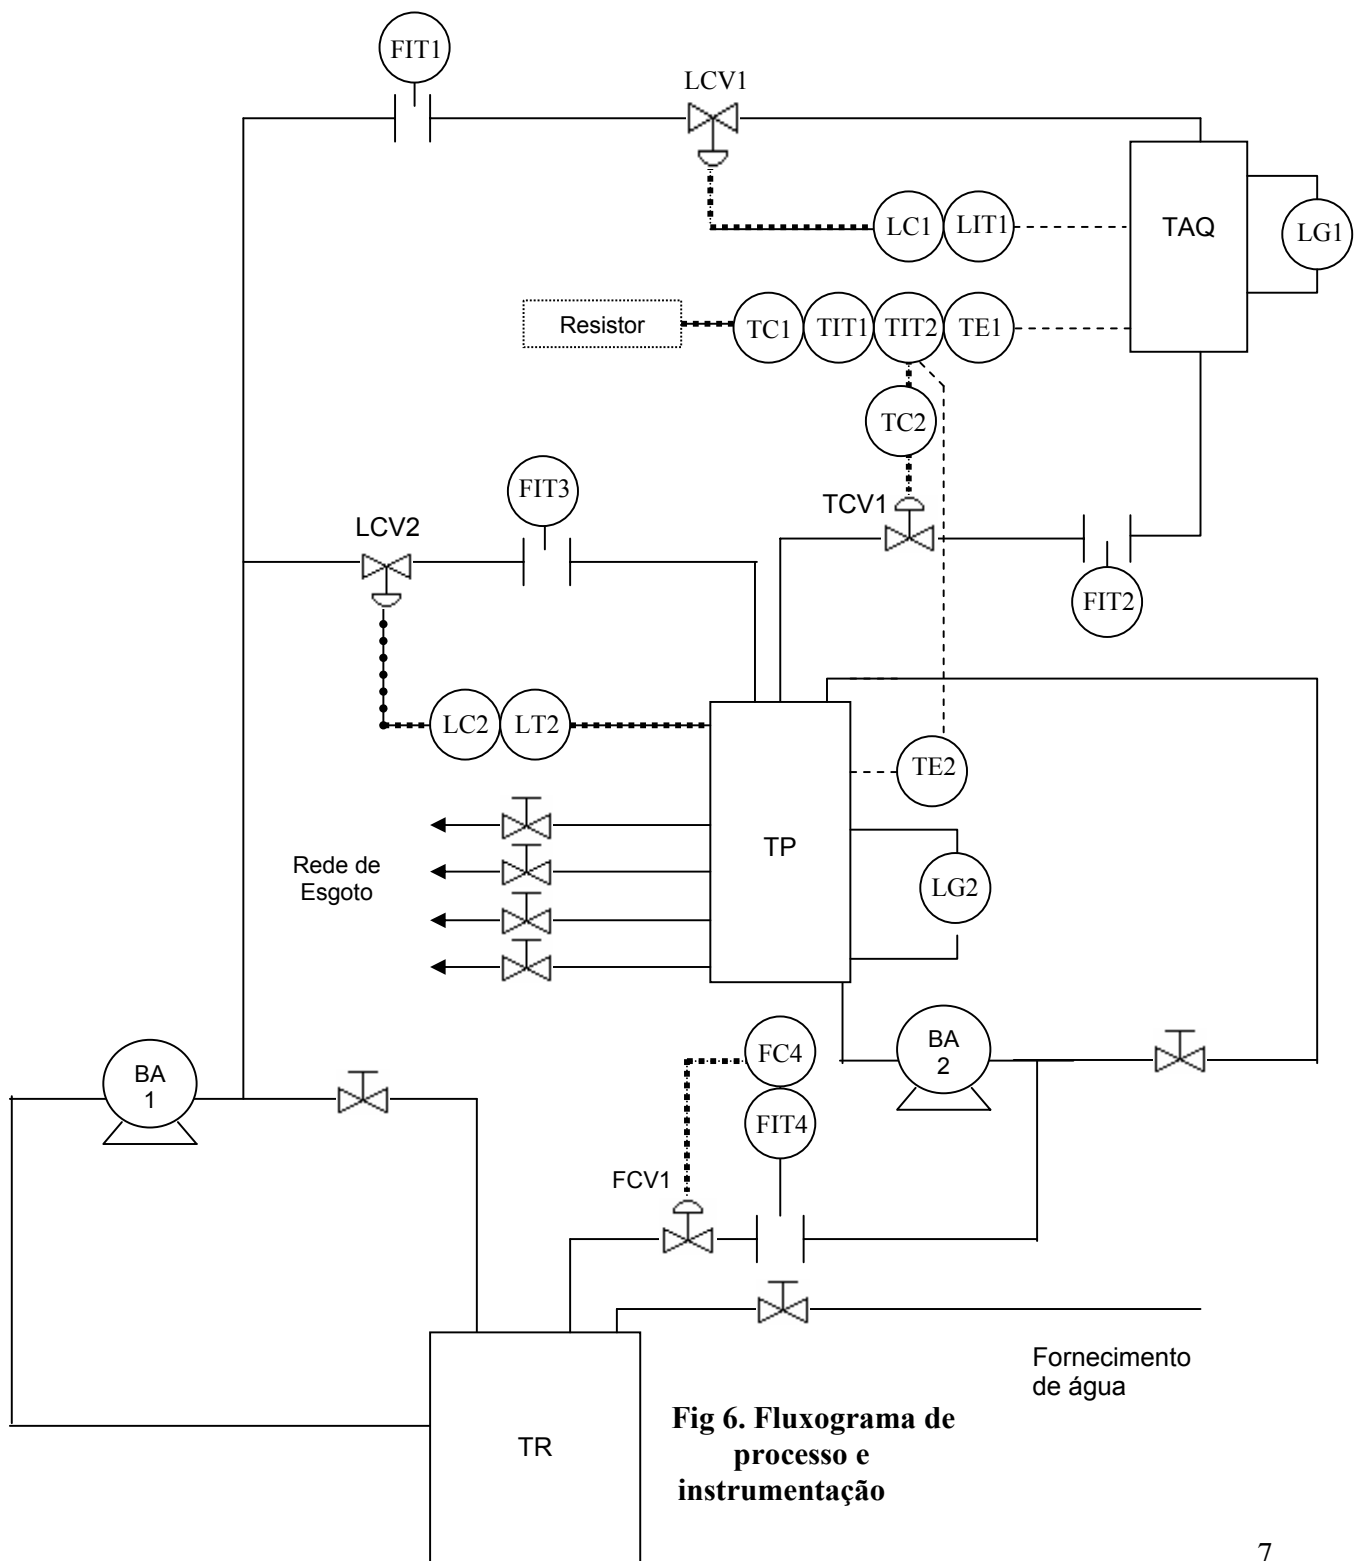 FIT1
LCV1
LC1
LIT1
TAQ
LG1
Resistor
TC1
TIT1
TIT2
TE1
TC2
FIT3
TCV1
LCV2
FIT2
LC2
LT2
TE2
TP
Rede de
Esgoto
LG2
BA
1
FC4
BA
2
FIT4
FCV1
Fornecimento
de água
TR
Fig 6. Fluxograma de
processo e
instrumentação
7